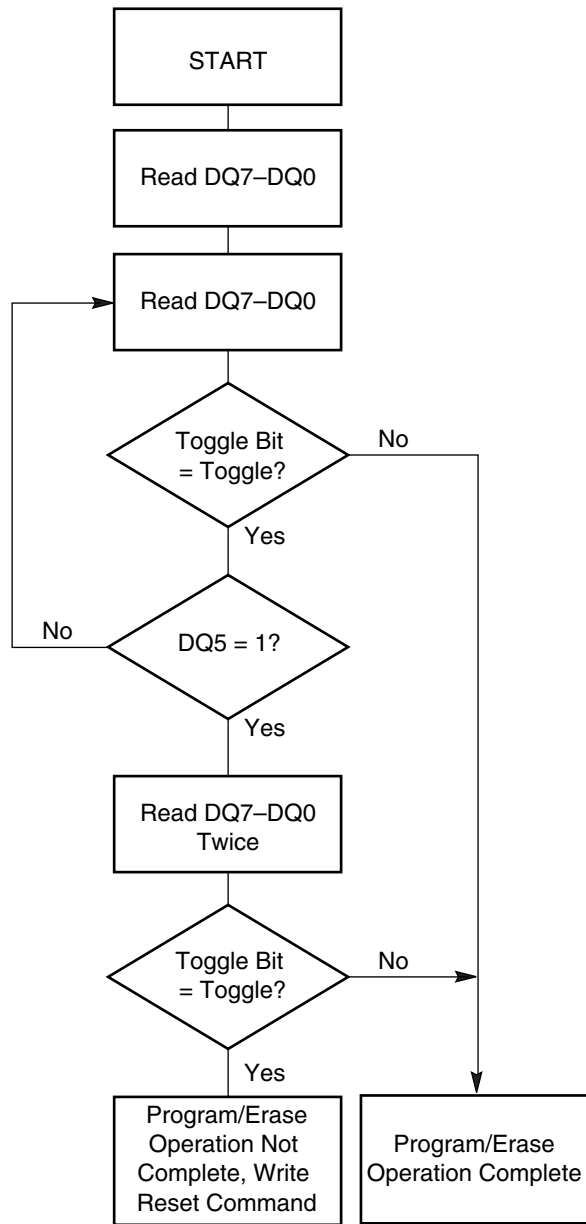 START
Read DQ7–DQ0
Read DQ7–DQ0
Toggle Bit
= Toggle?
No
Yes
No
DQ5 = 1?
Yes
Read DQ7–DQ0
Twice
Toggle Bit
= Toggle?
No
Yes
Program/Erase
Operation Not
Complete, Write
Reset Command
Program/Erase
Operation Complete